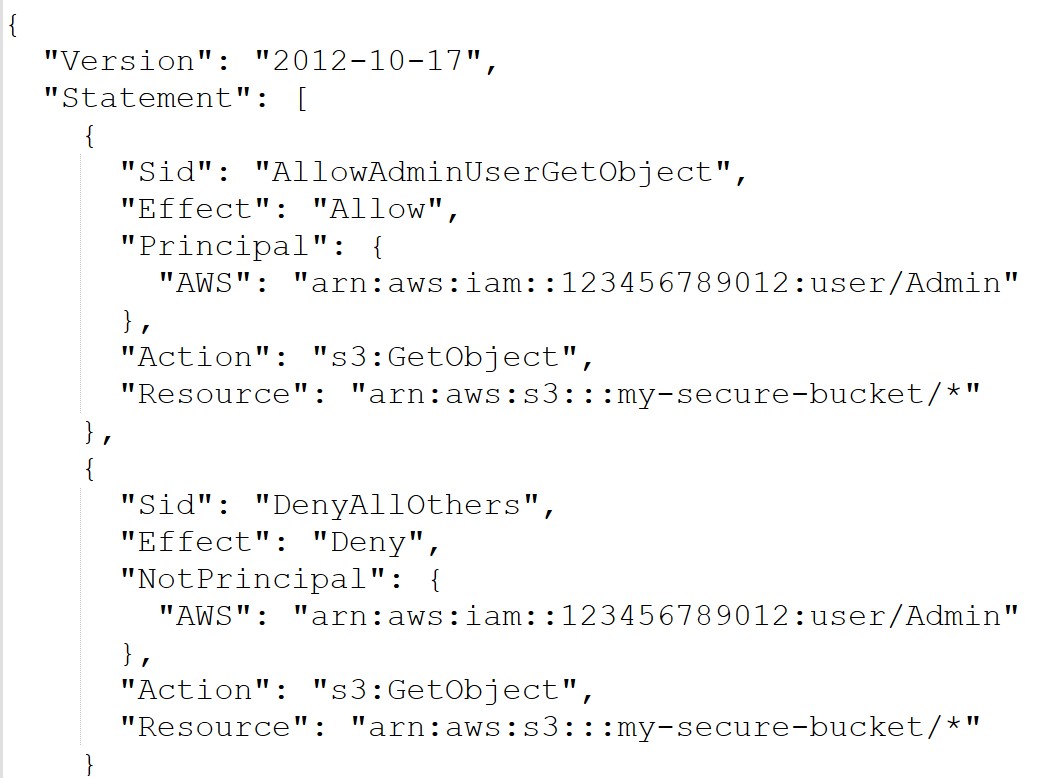 {
"Version": "2012-10-17",
"Statement": [
{
"Sid": "AllowAdminUserGetObject",
"Effect": "Allow",
"Principal": {
"AWS": "arn:aws:iam::123456789012:user/Admin"
},
"Action": "s3:GetObject",
"Resource": "arn:aws:s3:::my-secure-bucket/*"
},
{
"Sid": "DenyAllOthers",
"Effect": "Deny",
"NotPrincipal": {
"AWS": "arn:aws:iam::123456789012:user/Admin"
},
"Action": "s3:GetObject",
"Resource": "arn:aws:s3:::my-secure-bucket/*"
}